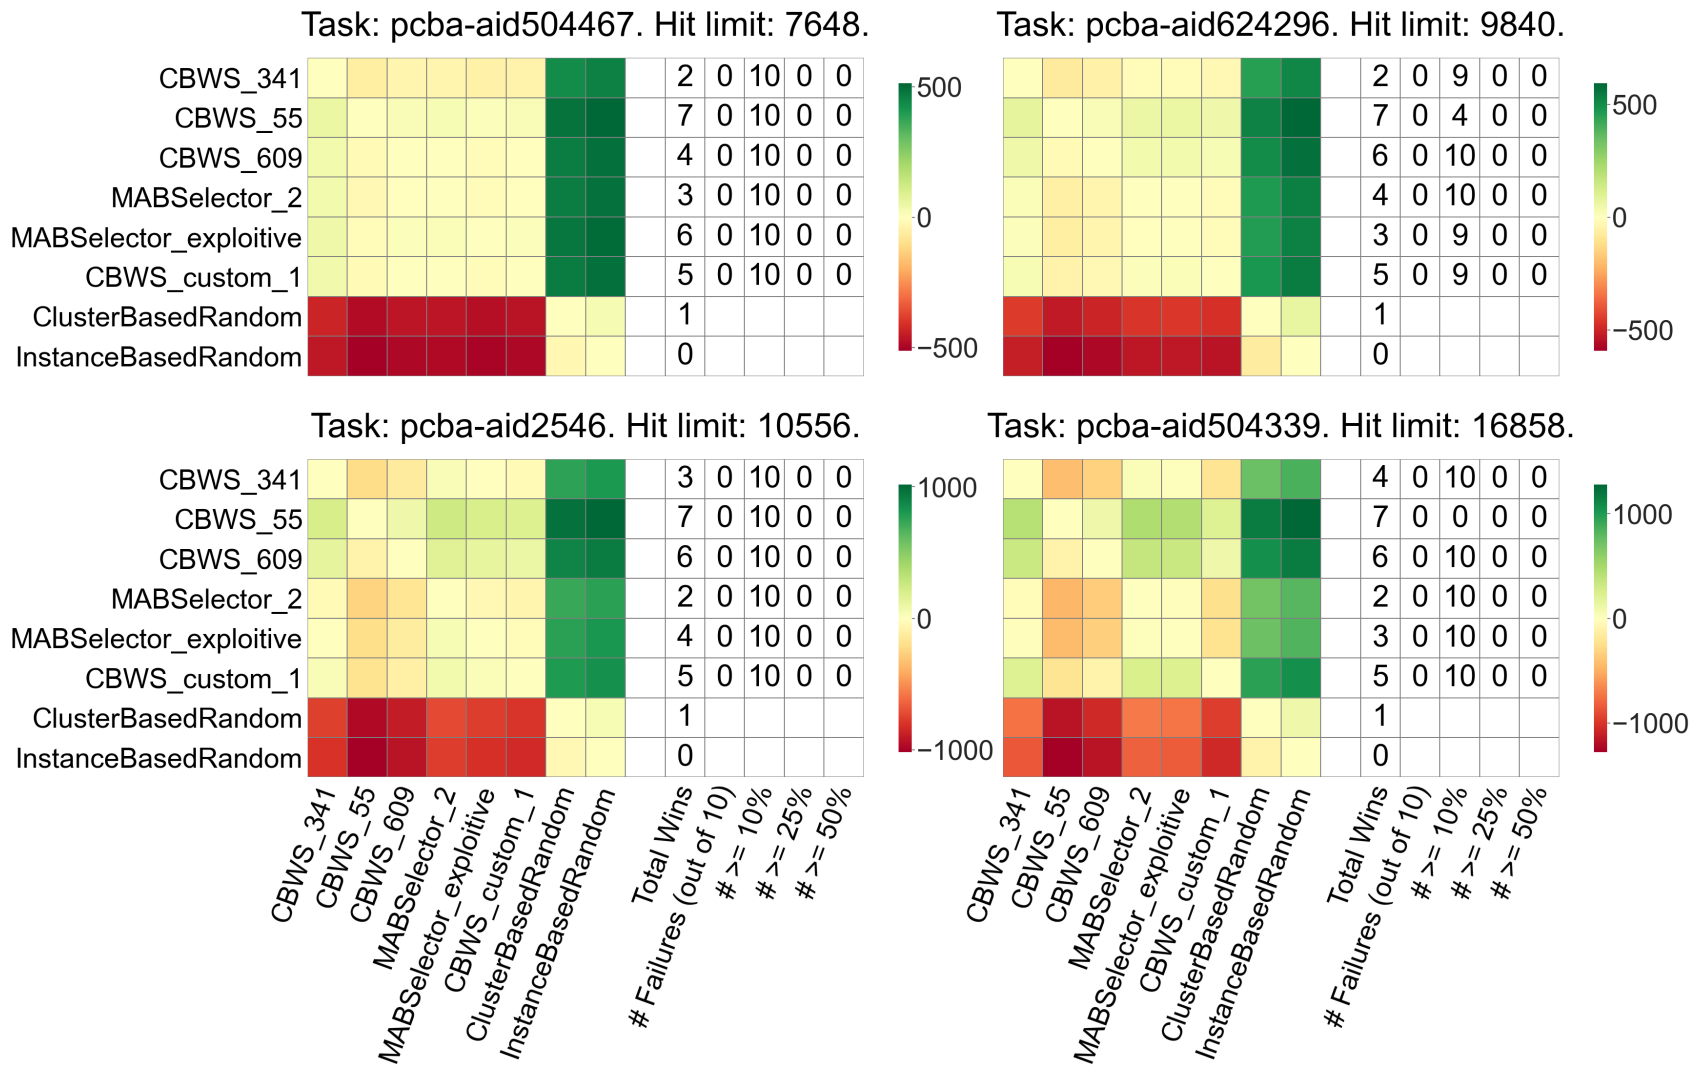 Task: pcba-aid504467. Hit limit: 7648.
CBWS_341 2 0 10 0 0
CBWS_55 7 0 10 0 0
CBWS_609 4 0 10 0 0
MABSelector_2 3 0 10 0 0
MABSelector_exploitive 6 0 10 0 0
CBWS_custom_1 5 0 10 0 0
ClusterBasedRandom 1
InstanceBasedRandom 0
500
0
−500
Task: pcba-aid624296. Hit limit: 9840.
2 0 9 0 0
7 0 4 0 0
6 0 10 0 0
4 0 10 0 0
3 0 9 0 0
5 0 9 0 0
1
0
500
0
−500
Task: pcba-aid2546. Hit limit: 10556.
CBWS_341 3 0 10 0 0
CBWS_55 7 0 10 0 0
CBWS_609 6 0 10 0 0
MABSelector_2 2 0 10 0 0
MABSelector_exploitive 4 0 10 0 0
CBWS_custom_1 5 0 10 0 0
ClusterBasedRandom 1
InstanceBasedRandom 0
1000
0
−1000
CBWS_341
CBWS_55
CBWS_609
MABSelector_2
MABSelector_exploitive
CBWS_custom_1
ClusterBasedRandom
InstanceBasedRandom
Total Wins
# Failures (out of 10)
# >= 10%
# >= 25%
# >= 50%
Task: pcba-aid504339. Hit limit: 16858.
4 0 10 0 0
7 0 0 0 0
6 0 10 0 0
2 0 10 0 0
3 0 10 0 0
5 0 10 0 0
1
0
1000
0
−1000
CBWS_341
CBWS_55
CBWS_609
MABSelector_2
MABSelector_exploitive
CBWS_custom_1
ClusterBasedRandom
InstanceBasedRandom
Total Wins
# Failures (out of 10)
# >= 10%
# >= 25%
# >= 50%